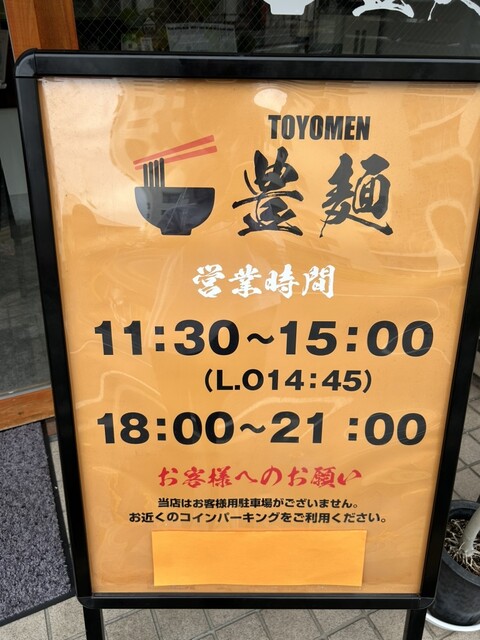 TOYOMEN
豊麺
営業時間
11:30~15:00
(L.O14:45)
18:00~21:00
お客様へのお願い
当店はお客様用駐車場がございません。
お近くのコインパーキングをご利用ください。